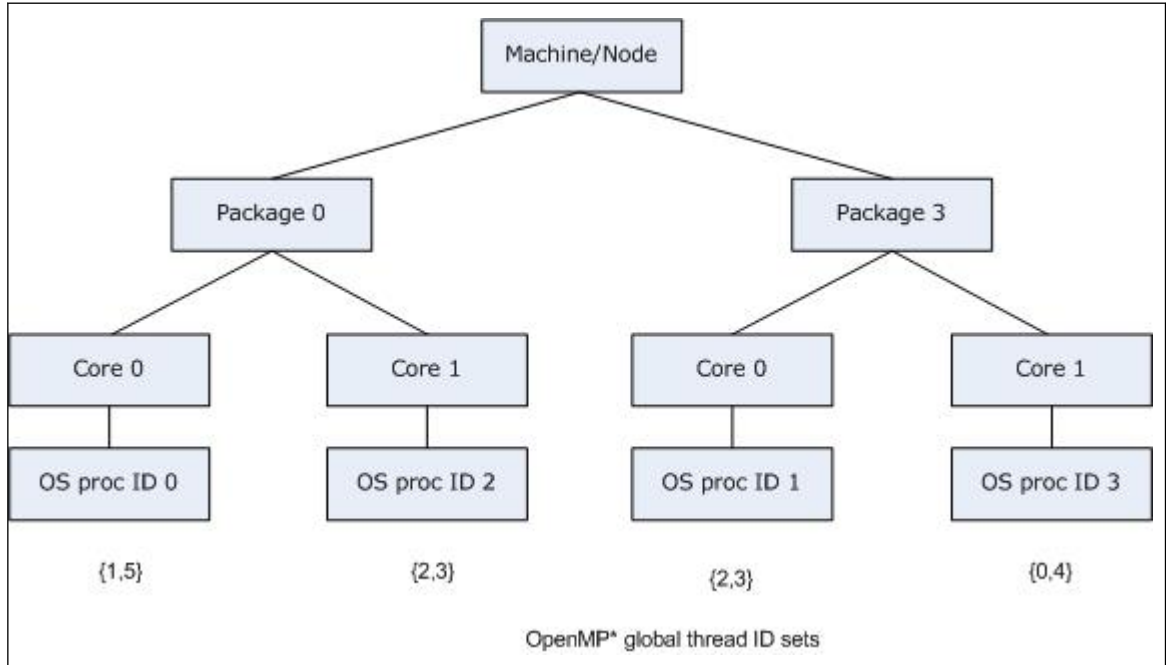 Machine/Node
Package 0
Package 3
Core 0
Core 1
Core 0
Core 1
OS proc ID 0
OS proc ID 2
OS proc ID 1
OS proc ID 3
{1,5}
{2,3}
{2,3}
{0,4}
OpenMP* global thread ID sets